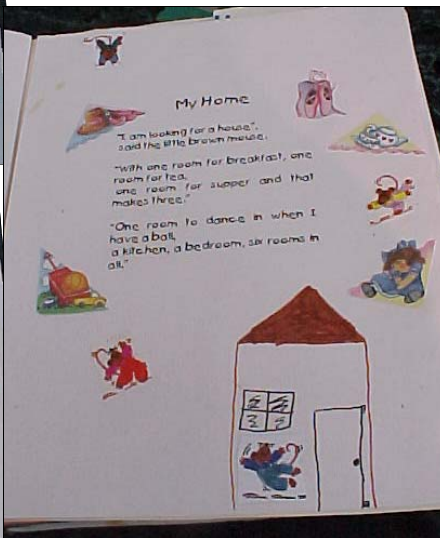 My Home
"I am looking for a house",
said the little brown mouse.
"With one room for breakfast, one
room for tea,
one room for supper and that
makes three."
"One room to dance in when I
have a ball,
a kitchen, a bedroom, six rooms in
all."